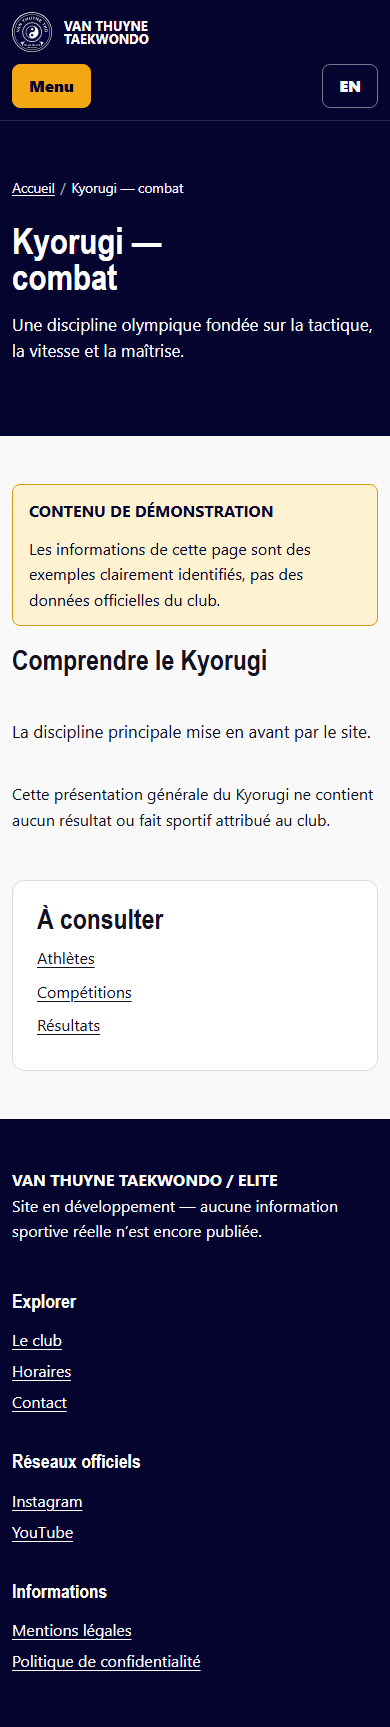 VAN THUYNE
TAEKWONDO
Menu
EN
Accueil / Kyorugi — combat
Kyorugi —
combat
Une discipline olympique fondée sur la tactique,
la vitesse et la maîtrise.
CONTENU DE DÉMONSTRATION
Les informations de cette page sont des
exemples clairement identifiés, pas des
données officielles du club.
Comprendre le Kyorugi
La discipline principale mise en avant par le site.
Cette présentation générale du Kyorugi ne contient
aucun résultat ou fait sportif attribué au club.
À consulter
Athlètes
Compétitions
Résultats
VAN THUYNE TAEKWONDO / ELITE
Site en développement — aucune information
sportive réelle n’est encore publiée.
Explorer
Le club
Horaires
Contact
Réseaux officiels
Instagram
YouTube
Informations
Mentions légales
Politique de confidentialité